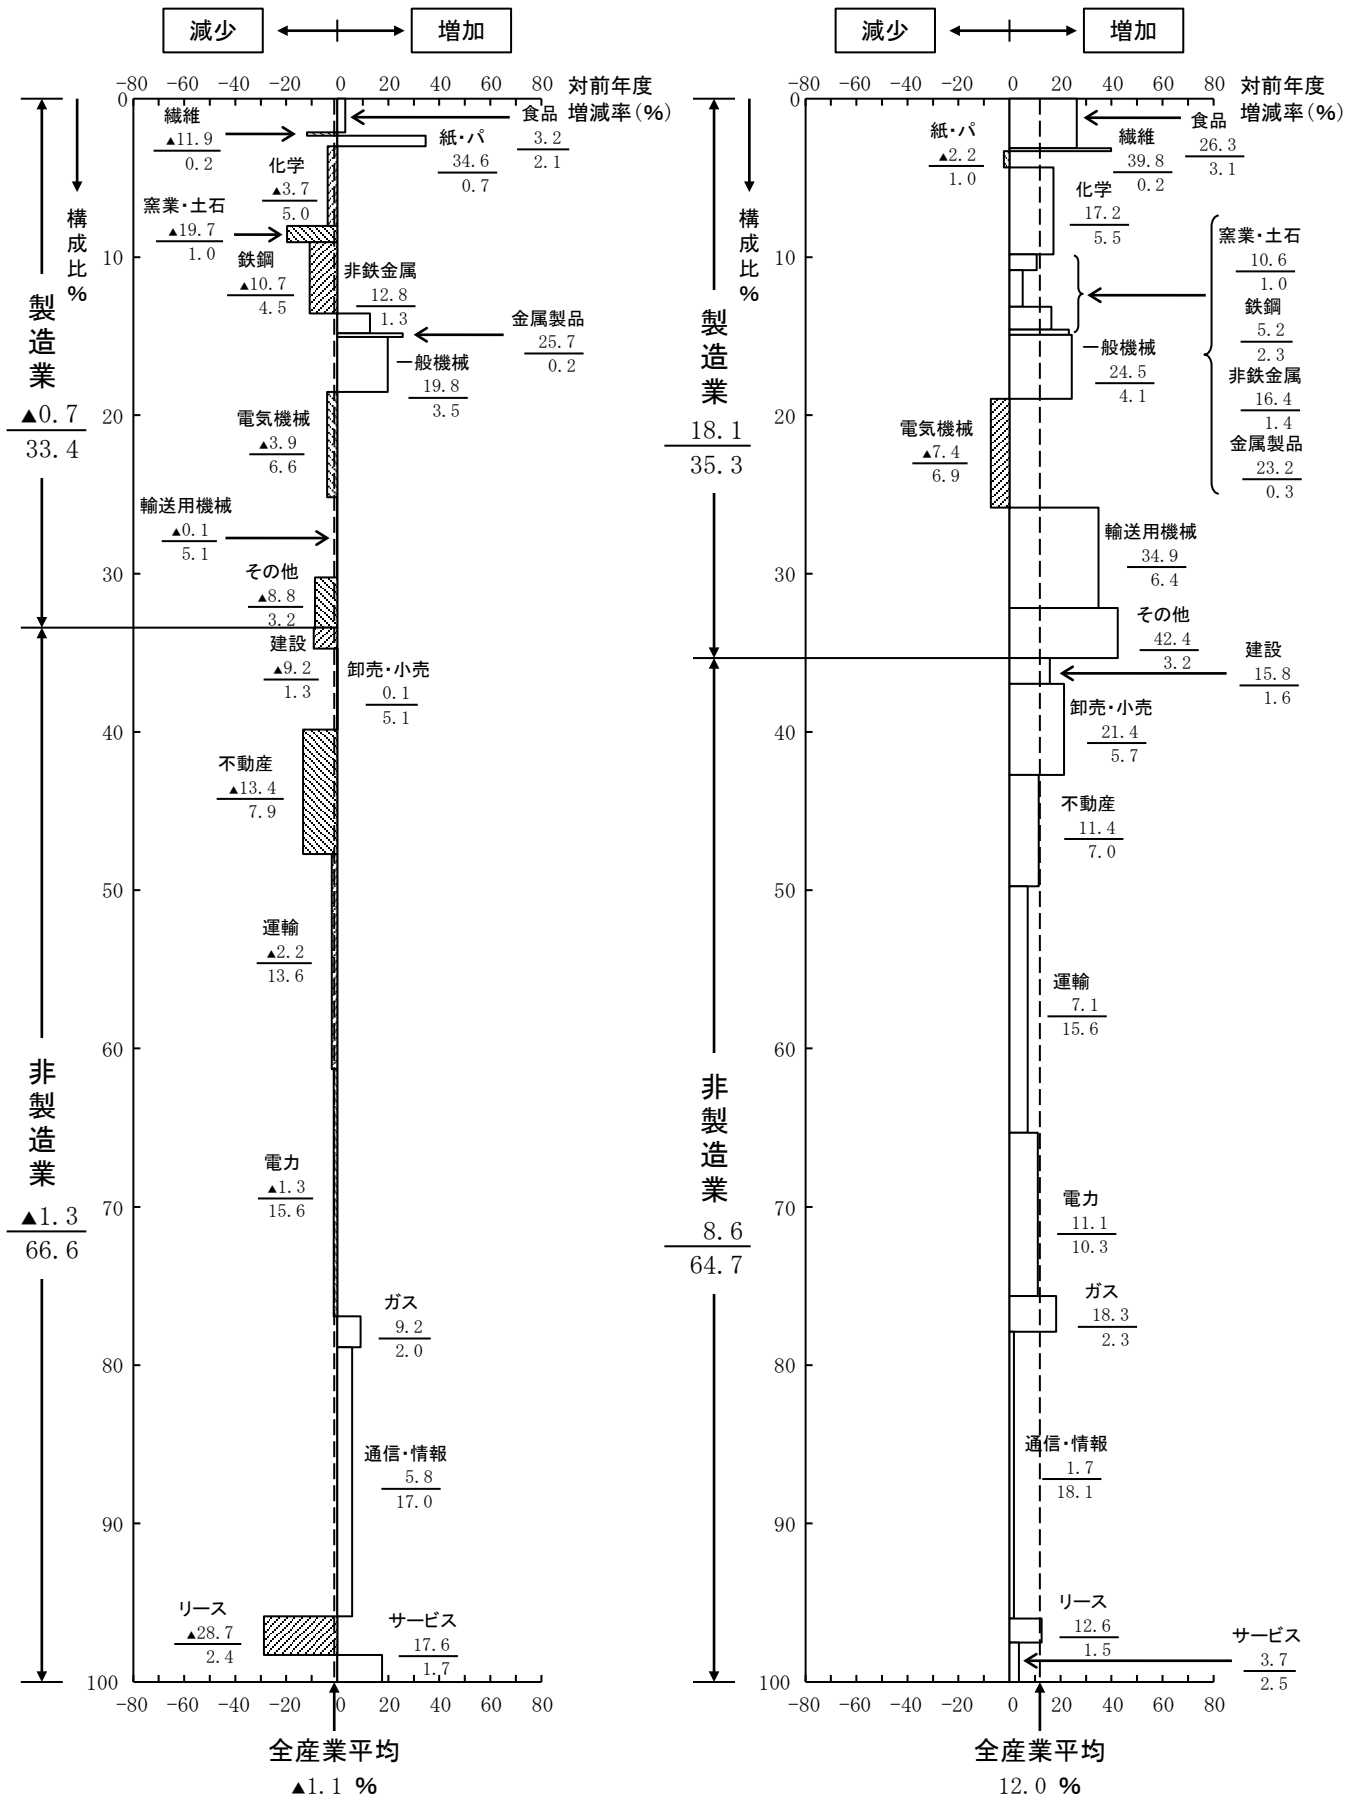 減少
増加
-80 -60 -40 -20 0 20 40 60 80
対前年度
増減率(%)
0
10
20
30
40
50
60
70
80
90
100
構成比%
製造業
▲0.7
33.4
非製造業
▲1.3
66.6
食品
3.2
2.1
繊維
▲11.9
0.2
紙・パ
34.6
0.7
化学
▲3.7
5.0
窯業・土石
▲19.7
1.0
鉄鋼
▲10.7
4.5
非鉄金属
12.8
1.3
金属製品
25.7
0.2
一般機械
19.8
3.5
電気機械
▲3.9
6.6
輸送用機械
▲0.1
5.1
その他
▲8.8
3.2
建設
▲9.2
1.3
卸売・小売
0.1
5.1
不動産
▲13.4
7.9
運輸
▲2.2
13.6
電力
▲1.3
15.6
ガス
9.2
2.0
通信・情報
5.8
17.0
リース
▲28.7
2.4
サービス
17.6
1.7
-80 -60 -40 -20 0 20 40 60 80
全産業平均
▲1.1 %
減少
増加
-80 -60 -40 -20 0 20 40 60 80
対前年度
増減率(%)
0
10
20
30
40
50
60
70
80
90
100
構成比%
製造業
18.1
35.3
非製造業
8.6
64.7
食品
26.3
3.1
繊維
39.8
0.2
紙・パ
▲2.2
1.0
化学
17.2
5.5
窯業・土石
10.6
1.0
鉄鋼
5.2
2.3
非鉄金属
16.4
1.4
金属製品
23.2
0.3
一般機械
24.5
4.1
電気機械
▲7.4
6.9
輸送用機械
34.9
6.4
その他
42.4
3.2
建設
15.8
1.6
卸売・小売
21.4
5.7
不動産
11.4
7.0
運輸
7.1
15.6
電力
11.1
10.3
ガス
18.3
2.3
通信・情報
1.7
18.1
リース
12.6
1.5
サービス
3.7
2.5
-80 -60 -40 -20 0 20 40 60 80
全産業平均
12.0 %